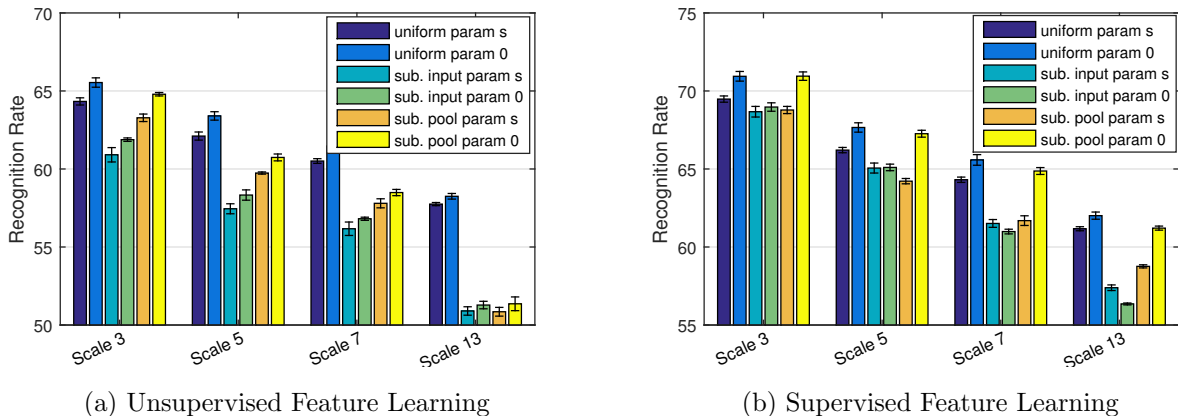 70
65
60
55
50
Recognition Rate
Scale 3
Scale 5
Scale 7
Scale 13
uniform param s
uniform param 0
sub. input param s
sub. input param 0
sub. pool param s
sub. pool param 0
(a) Unsupervised Feature Learning
75
70
65
60
55
Recognition Rate
Scale 3
Scale 5
Scale 7
Scale 13
uniform param s
uniform param 0
sub. input param s
sub. input param 0
sub. pool param s
sub. pool param 0
(b) Supervised Feature Learning